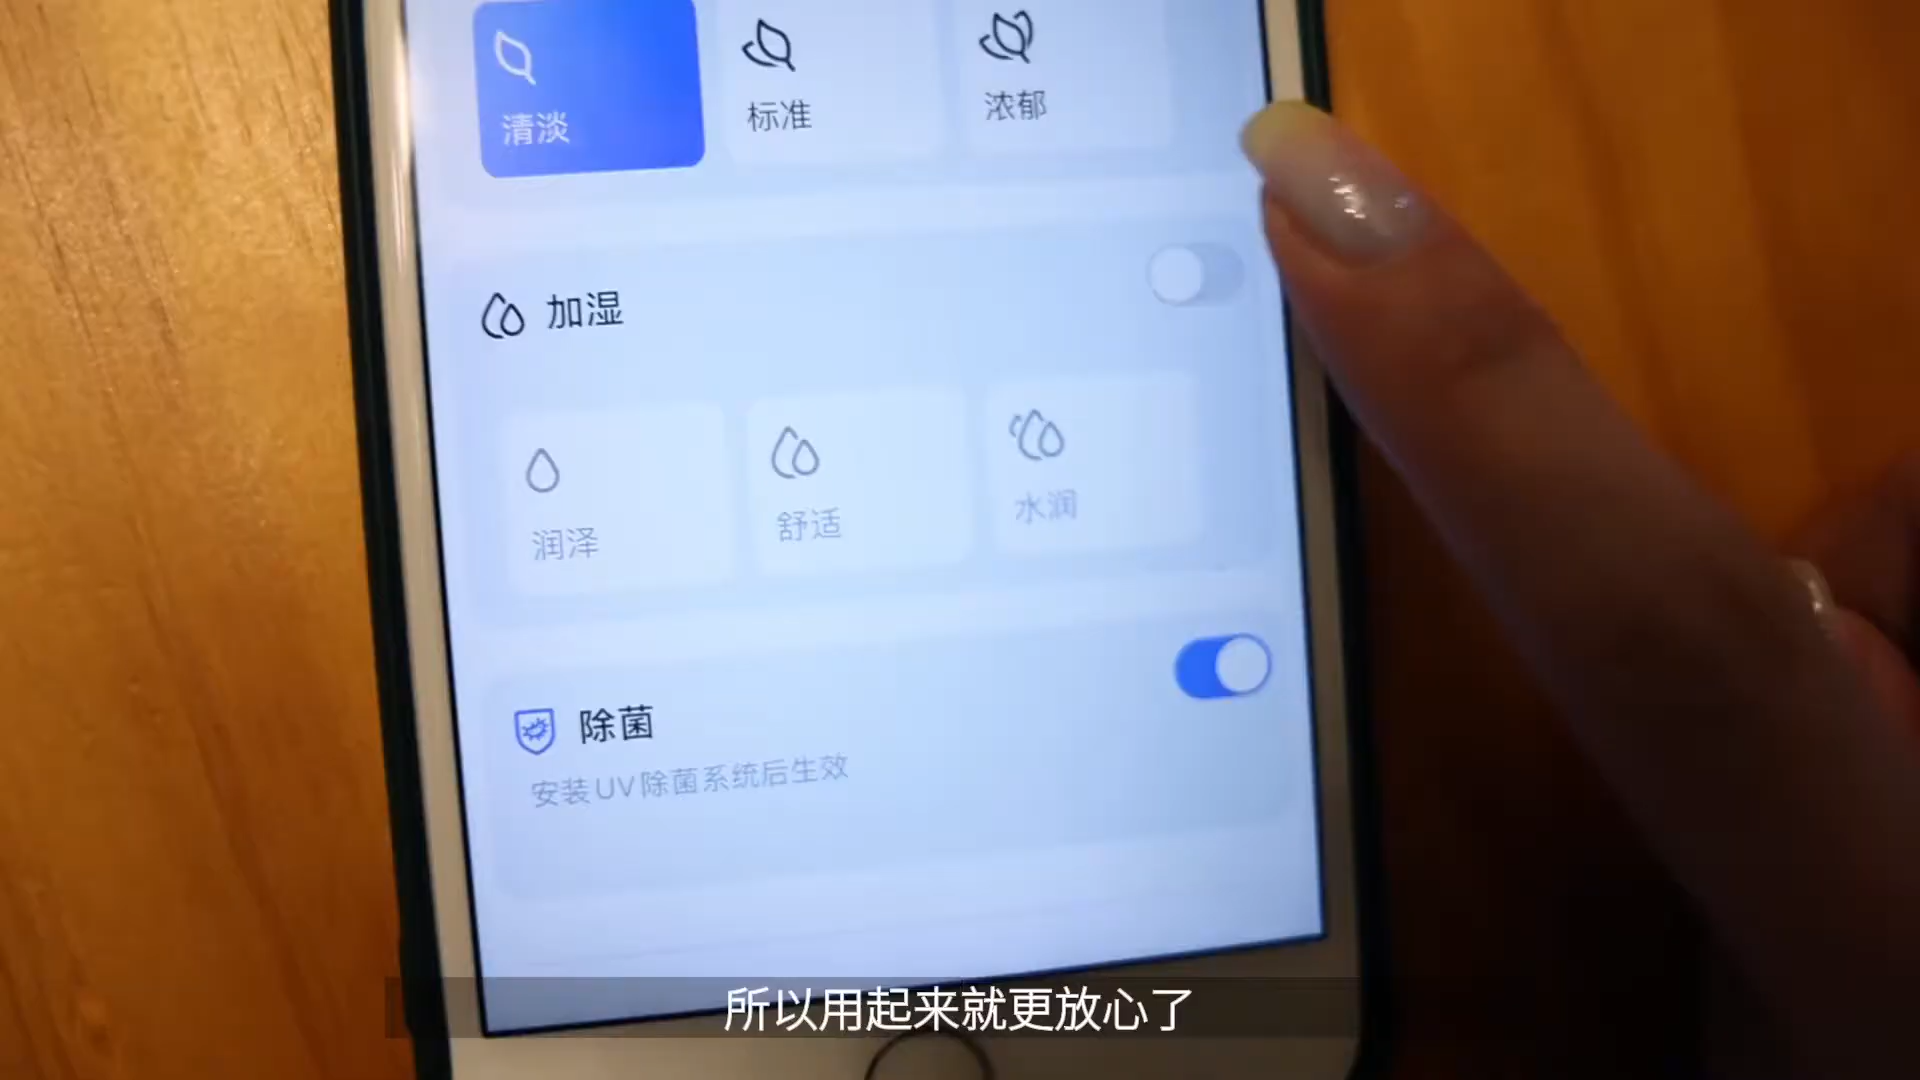 清淡
标准
浓郁
加湿
润泽
舒适
水润
除菌
安装UV除菌系统后生效
所以用起来就更放心了